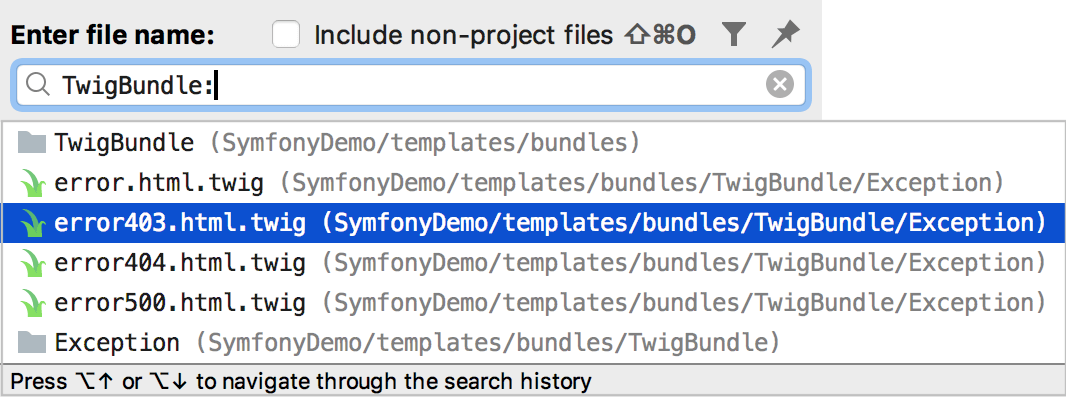 Enter file name: Include non-project files ⇧⌘O
TwigBundle:
TwigBundle (SymfonyDemo/templates/bundles)
error.html.twig (SymfonyDemo/templates/bundles/TwigBundle/Exception)
error403.html.twig (SymfonyDemo/templates/bundles/TwigBundle/Exception)
error404.html.twig (SymfonyDemo/templates/bundles/TwigBundle/Exception)
error500.html.twig (SymfonyDemo/templates/bundles/TwigBundle/Exception)
Exception (SymfonyDemo/templates/bundles/TwigBundle)
Press ⌥↑ or ⌥↓ to navigate through the search history